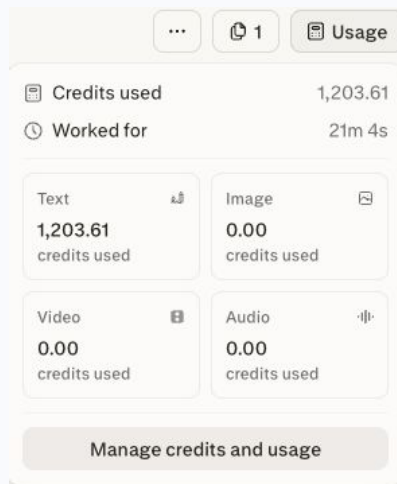 ... 1 Usage
Credits used 1,203.61
Worked for 21m 4s
Text Image
1,203.61 0.00
credits used credits used
Video Audio
0.00 0.00
credits used credits used
Manage credits and usage